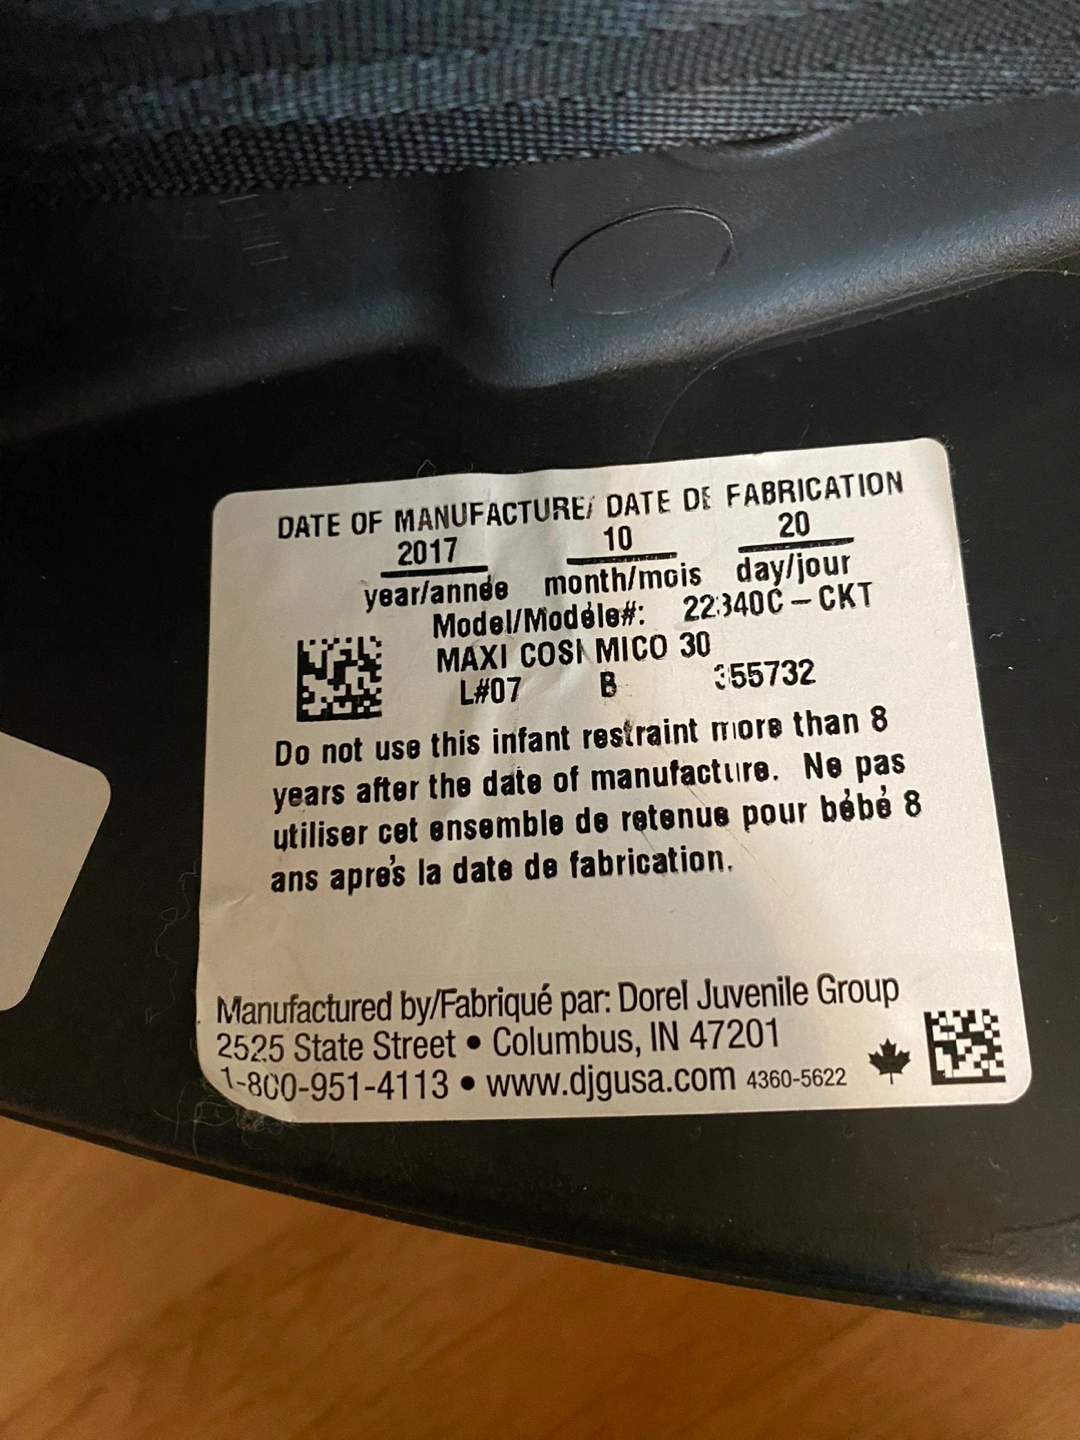 DATE OF MANUFACTURE/ DATE DE FABRICATION
2017 10 20
year/année month/mois day/jour
Model/Modéle#: 22340C - CKT
MAXI COSI MICO 30
L#07 B 355732
Do not use this infant restraint more than 8
years after the date of manufacture. Ne pas
utiliser cet ensemble de retenue pour bébé 8
ans aprés la date de fabrication.
Manufactured by/Fabriqué par: Dorel Juvenile Group
2525 State Street • Columbus, IN 47201
1-800-951-4113 • www.djgusa.com 4360-5622